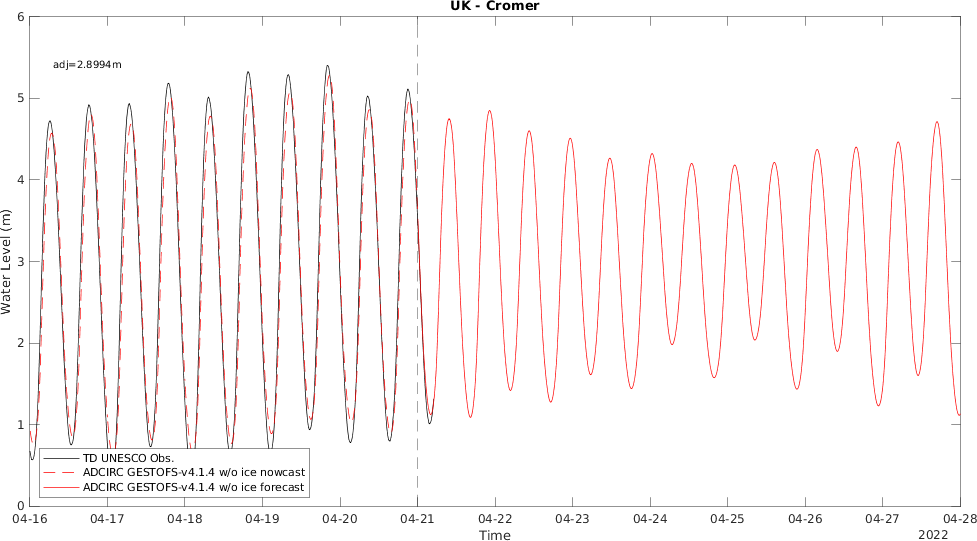 UK - Cromer
adj=2.8994m
6
5
4
3
2
1
0
Water Level (m)
TD UNESCO Obs.
ADCIRC GESTOFS-v4.1.4 w/o ice nowcast
ADCIRC GESTOFS-v4.1.4 w/o ice forecast
04-16 04-17 04-18 04-19 04-20 04-21 04-22 04-23 04-24 04-25 04-26 04-27 04-28
Time
2022